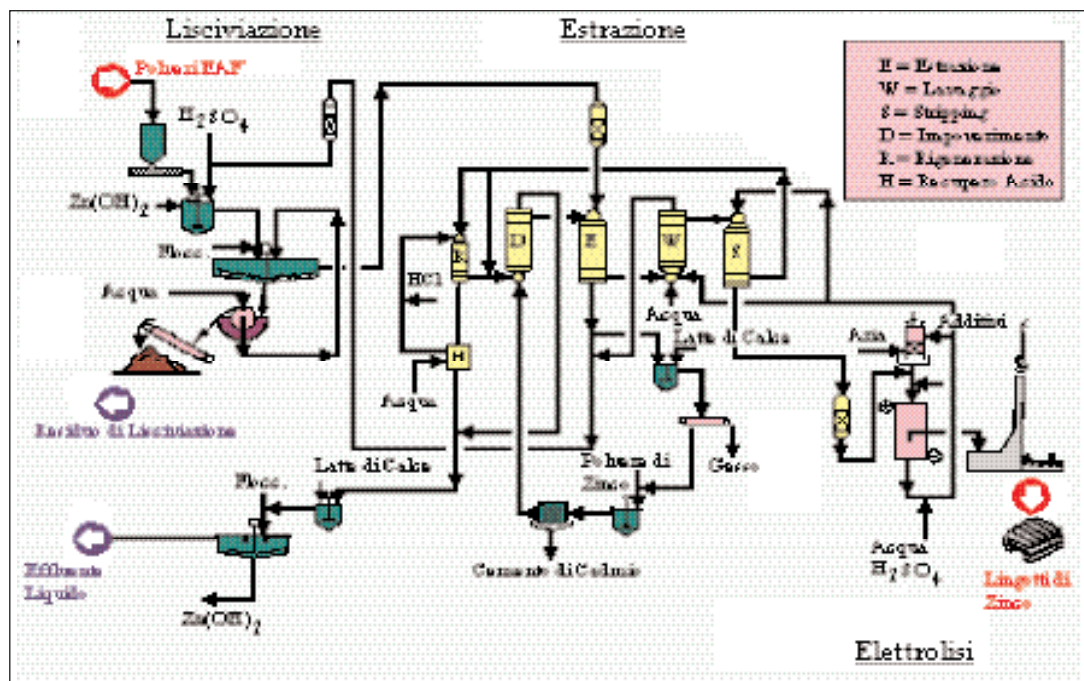 Lisciviazione
Estrazione
Polveri EAF
H2SO4
Zn(OH)2
Flocc.
Acqua
Residuo di Lisciviazione
E = Estrazione
W = Lavaggio
S = Stripping
D = Impoverimento
R = Rigenerazione
H = Recupero Acido
R
D
E
W
S
HCl
H
Acqua
Acqua
Latte di Calce
Additivi
Aria
Latte di Calce
Flocc.
Polvere di
Zinco
Gesso
Cemento di Cadmio
Effluente
Liquido
Zn(OH)2
Acqua
H2SO4
Lingotti di
Zinco
Elettrolisi